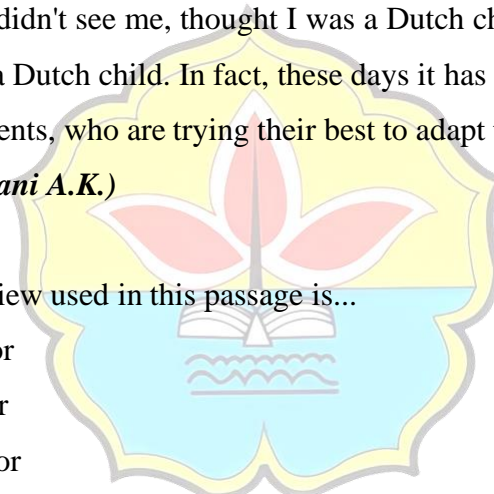 didn't see me, thought I was a Dutch ch
a Dutch child. In fact, these days it has
ents, who are trying their best to adapt
ani A.K.)
iew used in this passage is...
or
r
or